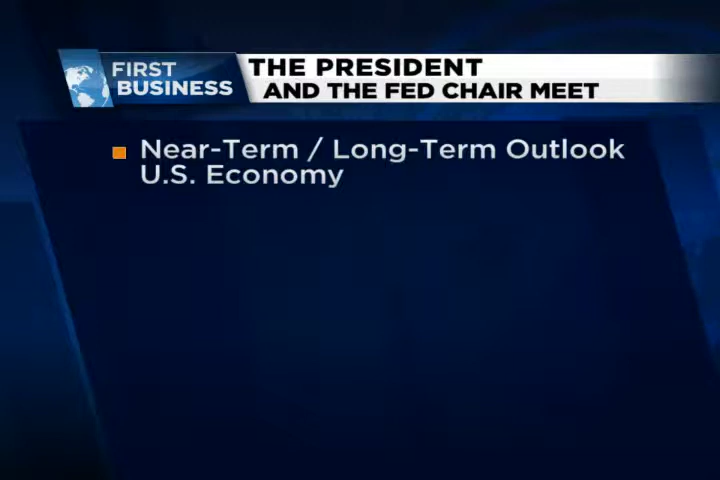 FIRST
BUSINESS
THE PRESIDENT
AND THE FED CHAIR MEET
Near-Term / Long-Term Outlook
U.S. Economy